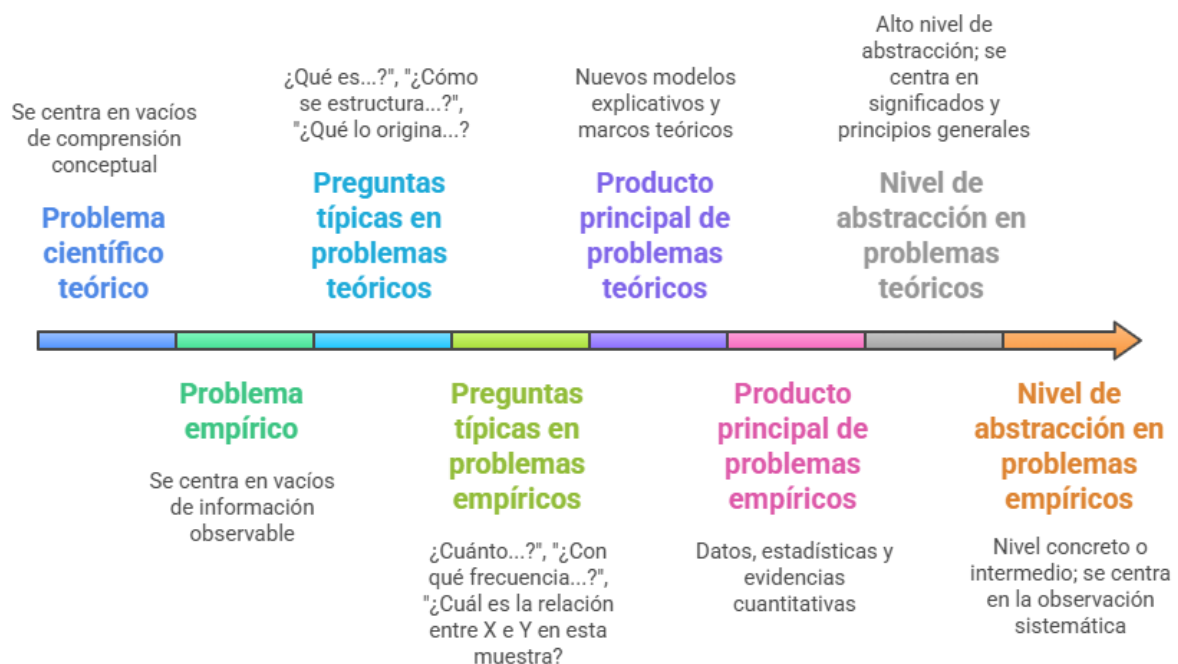 Se centra en vacíos
de comprensión
conceptual
Problema
científico
teórico
Problema
empírico
Se centra en vacíos
de información
observable
¿Qué es...?", "¿Cómo
se estructura...?",
"¿Qué lo origina...?
Preguntas
típicas en
problemas
teóricos
Preguntas
típicas en
problemas
empíricos
¿Cuánto...?", "¿Con
qué frecuencia...?",
"¿Cuál es la relación
entre X e Y en esta
muestra?
Nuevos modelos
explicativos y
marcos teóricos
Producto
principal de
problemas
teóricos
Producto
principal de
problemas
empíricos
Datos, estadísticas y
evidencias
cuantitativas
Alto nivel de
abstracción; se
centra en
significados y
principios generales
Nivel de
abstracción en
problemas
teóricos
Nivel de
abstracción en
problemas
empíricos
Nivel concreto o
intermedio; se centra
en la observación
sistemática